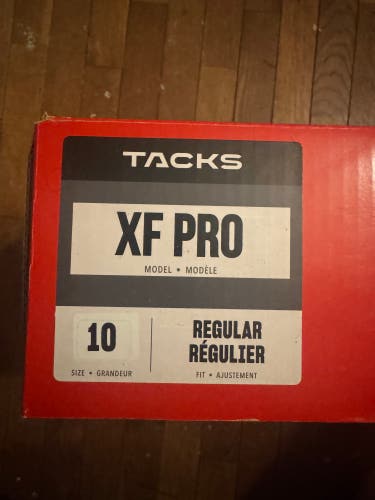 TACKS
XF PRO
MODEL • MODÈLE
10
SIZE • GRANDEUR
REGULAR
RÉGULIER
FIT • AJUSTEMENT